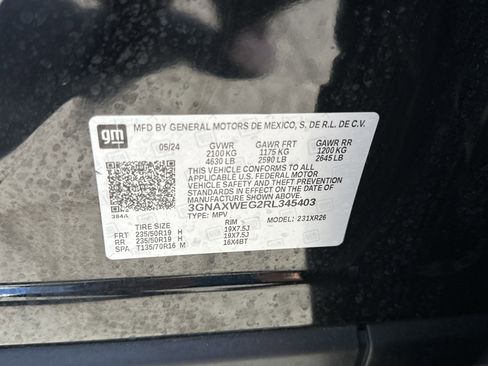 gm
MFD BY GENERAL MOTORS DE MEXICO, S. DE R.L. DE C.V.
05/24 GVWR GAWR FRT GAWR RR
2100 KG 1175 KG 1200 KG
4630 LB 2590 LB 2645 LB
THIS VEHICLE CONFORMS TO ALL
APPLICABLE U.S. FEDERAL MOTOR
VEHICLE SAFETY AND THEFT PREVENTION
STANDARDS IN EFFECT ON THE DATE OF
MANUFACTURE SHOWN ABOVE.
3GNAXWEG2RL345403
384A
TYPE: MPV MODEL: 231XR26
TIRE SIZE RIM
FRT 235/50R19 H 19X7.5J
RR 235/50R19 H 19X7.5J
SPA T135/70R16 M 16X4BT